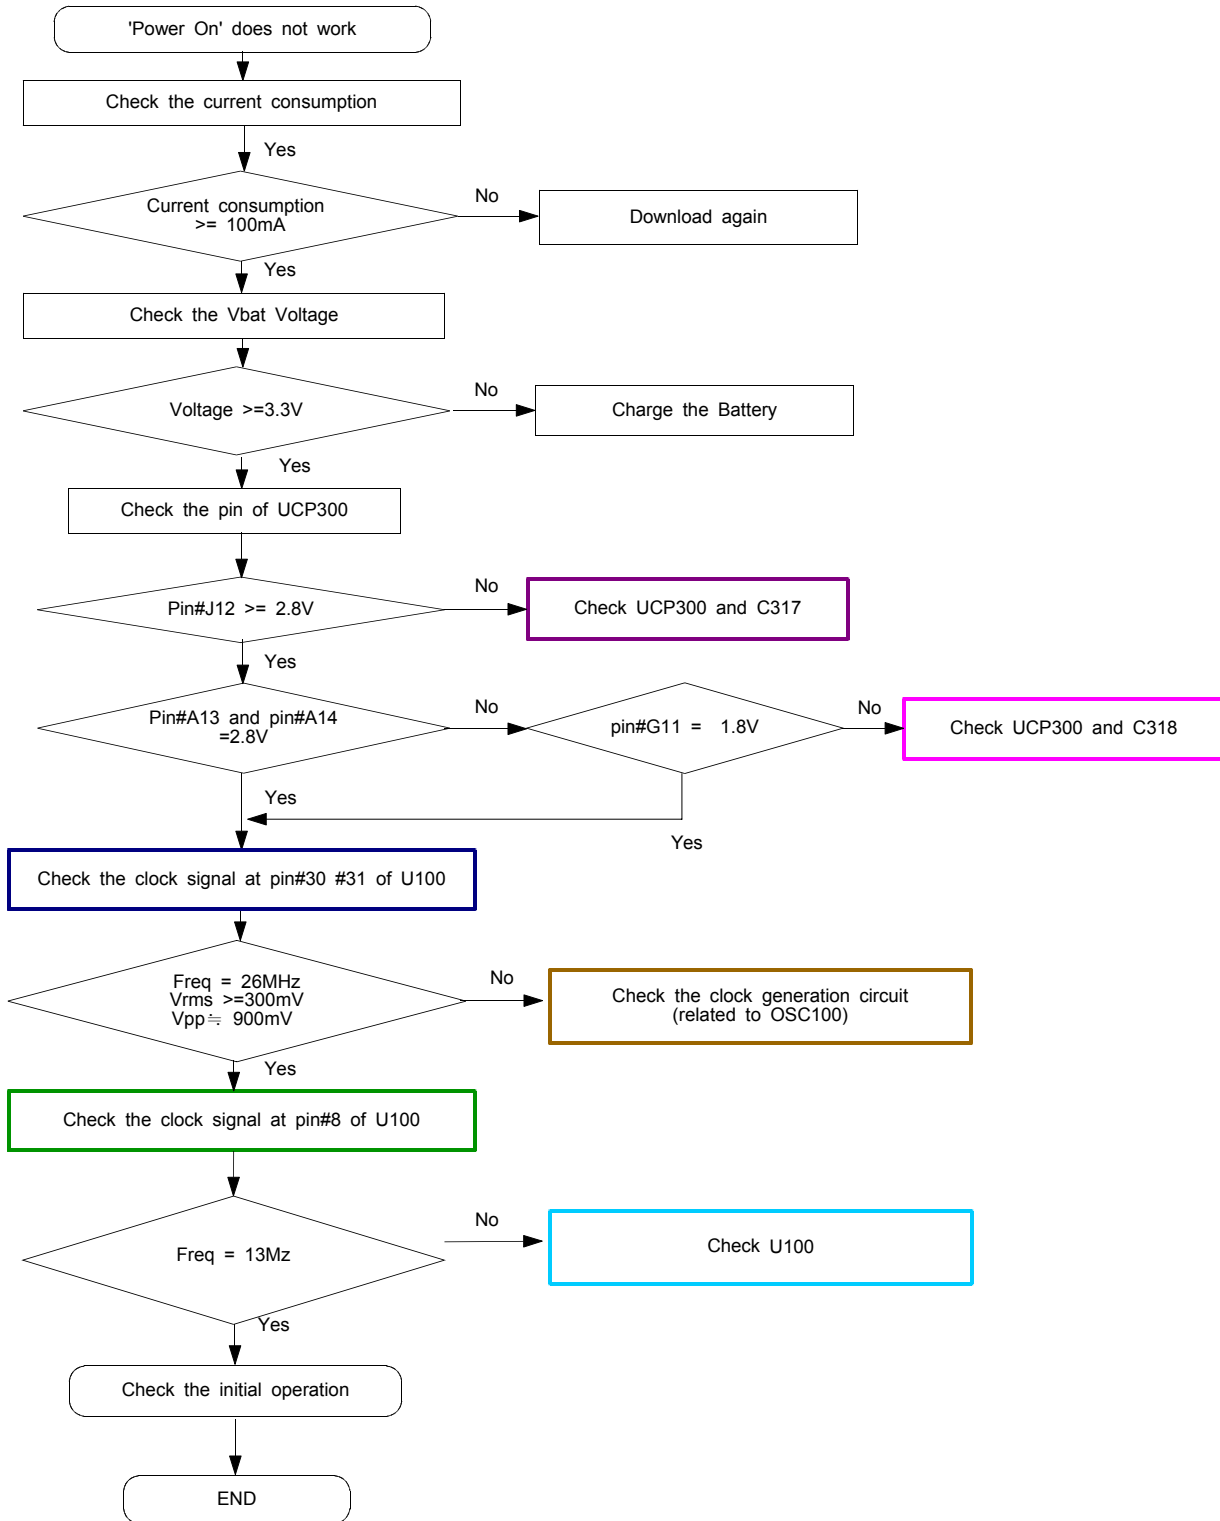 'Power On' does not work
Check the current consumption
Yes
Current consumption
>= 100mA
No
Download again
Yes
Check the Vbat Voltage
Voltage >=3.3V
No
Charge the Battery
Yes
Check the pin of UCP300
Pin#J12 >= 2.8V
No
Check UCP300 and C317
Yes
Pin#A13 and pin#A14
=2.8V
No
pin#G11 = 1.8V
No
Check UCP300 and C318
Yes
Yes
Check the clock signal at pin#30 #31 of U100
Freq = 26MHz
Vrms >=300mV
Vpp≒ 900mV
No
Check the clock generation circuit
(related to OSC100)
Yes
Check the clock signal at pin#8 of U100
Freq = 13Mz
No
Check U100
Yes
Check the initial operation
END